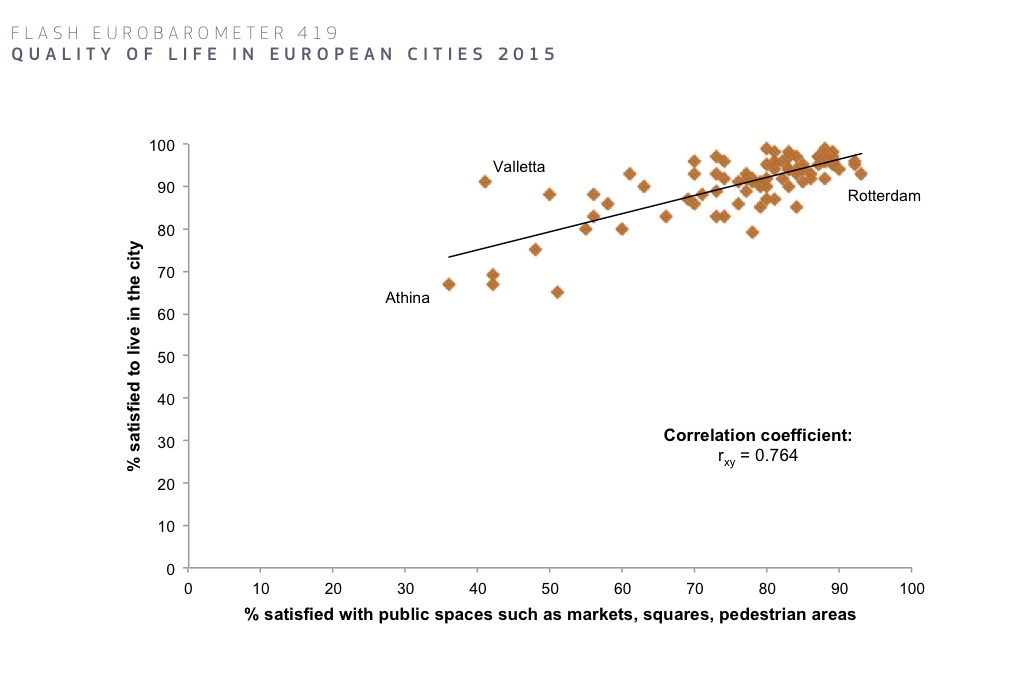 FLASH EUROBAROMETER 419
QUALITY OF LIFE IN EUROPEAN CITIES 2015
100
90
80
70
60
50
40
30
20
10
0
% satisfied to live in the city
Valletta
Rotterdam
Athina
Correlation coefficient:
rxy = 0.764
0 10 20 30 40 50 60 70 80 90 100
% satisfied with public spaces such as markets, squares, pedestrian areas